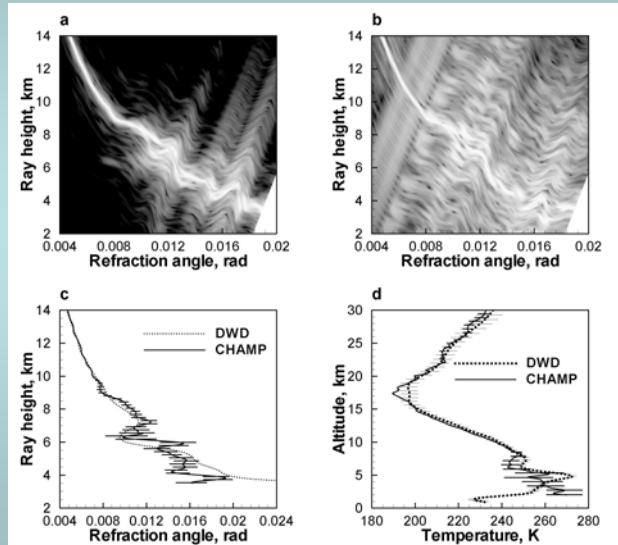 a
b
14
12
10
8
6
4
2
Ray height, km
0.004 0.008 0.012 0.016 0.02
Refraction angle, rad
14
12
10
8
6
4
2
Ray height, km
0.004 0.008 0.012 0.016 0.02
Refraction angle, rad
c
d
14
12
10
8
6
4
2
Ray height, km
DWD
CHAMP
0.004 0.008 0.012 0.016 0.02 0.024
Refraction angle, rad
30
25
20
15
10
5
0
Altitude, km
DWD
CHAMP
180 200 220 240 260 280
Temperature, K